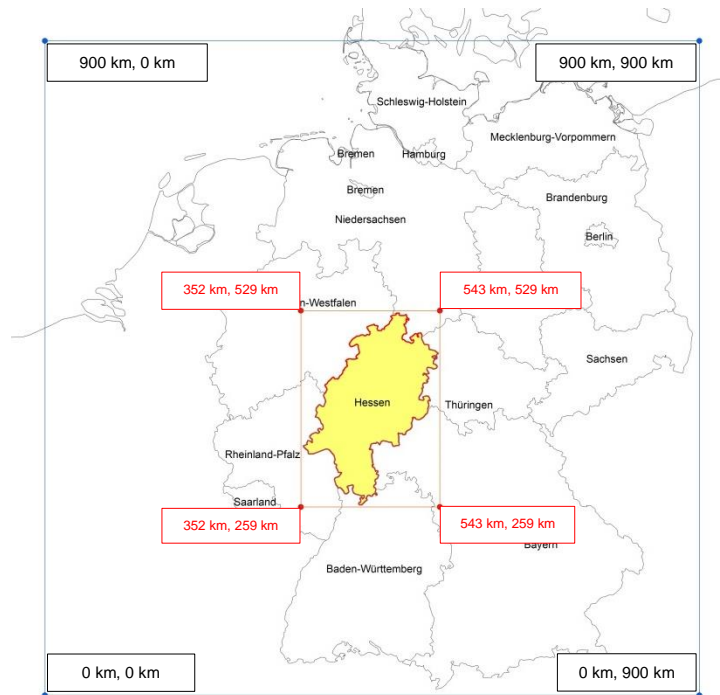 900 km, 0 km
900 km, 900 km
Schleswig-Holstein
Mecklenburg-Vorpommern
Bremen
Hamburg
Bremen
Brandenburg
Niedersachsen
Berlin
352 km, 529 km
543 km, 529 km
n-Westfalen
Sachsen
Hessen
Thüringen
Rheinland-Pfalz
Saarland
352 km, 259 km
543 km, 259 km
Bayern
Baden-Württemberg
0 km, 0 km
0 km, 900 km